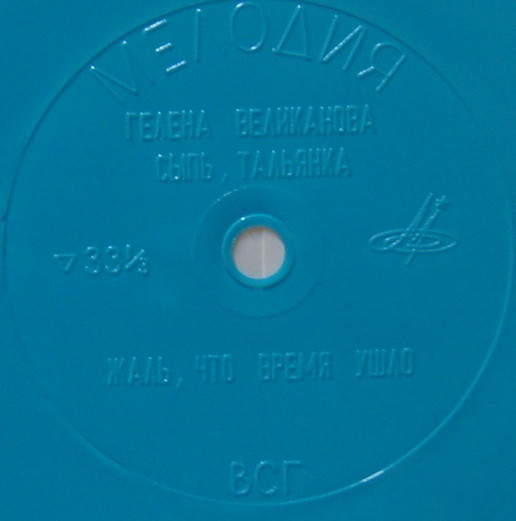 МЕЛОДИЯ
ГЕЛЕНА ВЕЛИКАНОВА
СЫПЬ, ТАЛЬЯНКА
▽33⅓
ЖАЛЬ, ЧТО ВРЕМЯ УШЛО
ВСГ